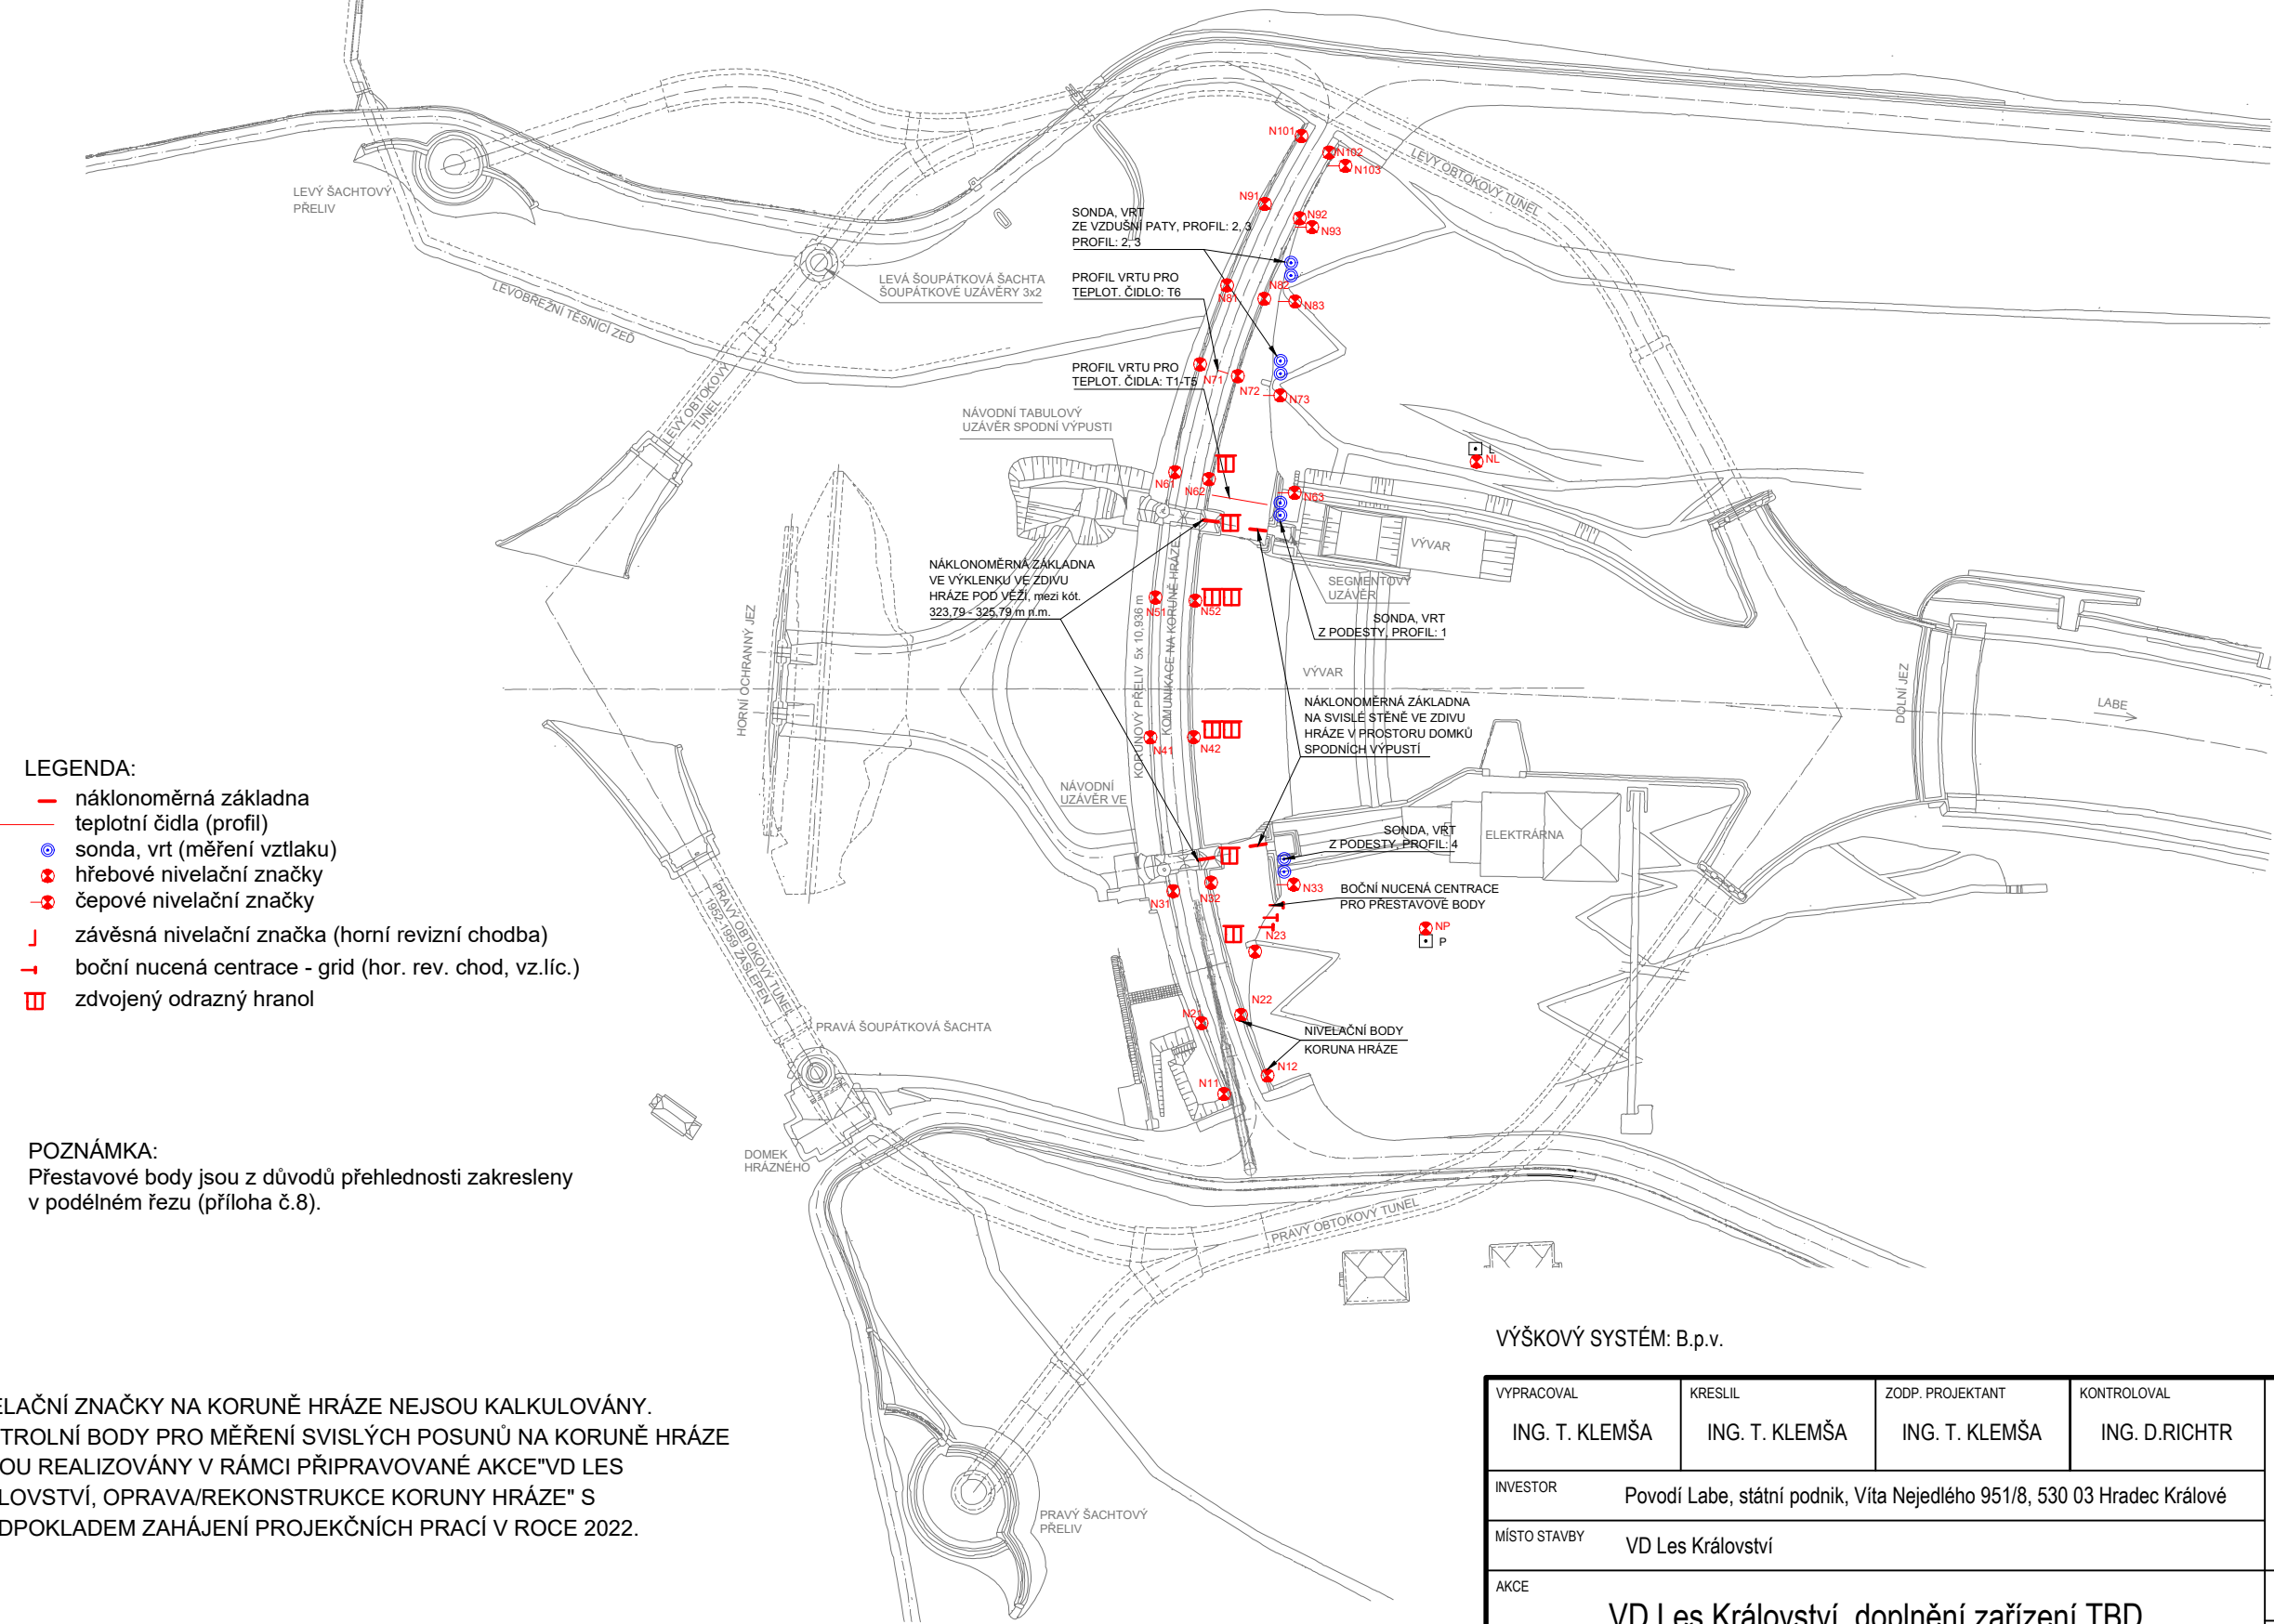 LEVÝ ŠACHTOVÝ
PŘELIV
LEVOBŘEŽNÍ TĚSNÍCÍ ZEĎ
LEVÁ ŠOUPÁTKOVÁ ŠACHTA
ŠOUPÁTKOVÉ UZÁVĚRY 3x2
LEVÝ OBTOKOVÝ
TUNEL
LEVÝ OBTOKOVÝ TUNEL
SONDA, VRT
ZE VZDUŠNÍ PATY, PROFIL: 2, 3
PROFIL: 2, 3
PROFIL VRTU PRO
TEPLOT. ČIDLO: T6
PROFIL VRTU PRO
TEPLOT. ČIDLA: T1-T5
NÁVODNÍ TABULOVÝ
UZÁVĚR SPODNÍ VÝPUSTI
N101
N102
N103
N91
N92
N93
N81
N82
N83
N71
N72
N73
L
NL
N61
N62
N63
VÝVAR
SEGMENTOVÝ
UZÁVĚR
NÁKLONOMĚRNÁ ZÁKLADNA
VE VÝKLENKU VE ZDIVU
HRÁZE POD VĚŽÍ, mezi kót.
323,79 - 325,79 m n.m.
N51
N52
SONDA, VRT
Z PODESTY, PROFIL: 1
HORNÍ OCHRANNÝ JEZ
KORUNOVÝ PŘELIV 5x 10,936 m
KOMUNIKACE NA KORUNĚ HRÁZE
VÝVAR
NÁKLONOMĚRNÁ ZÁKLADNA
NA SVISLÉ STĚNĚ VE ZDIVU
HRÁZE V PROSTORU DOMKŮ
SPODNÍCH VÝPUSTÍ
DOLNÍ JEZ
LABE
N41
N42
NÁVODNÍ
UZÁVĚR VE
SONDA, VRT
Z PODESTY, PROFIL: 4
ELEKTRÁRNA
N31
N32
N33
BOČNÍ NUCENÁ CENTRACE
PRO PŘESTAVOVÉ BODY
N23
NP
P
N21
N22
NIVELAČNÍ BODY
KORUNA HRÁZE
N11
N12
PRAVÝ OBTOKOVÝ TUNEL
1952-1959 ZASLEPEN
PRAVÁ ŠOUPÁTKOVÁ ŠACHTA
DOMEK
HRÁZNÉHO
PRAVÝ OBTOKOVÝ TUNEL
PRAVÝ ŠACHTOVÝ
PŘELIV
LEGENDA:
náklonoměrná základna
teplotní čidla (profil)
sonda, vrt (měření vztlaku)
hřebové nivelační značky
čepové nivelační značky
závěsná nivelační značka (horní revizní chodba)
boční nucená centrace - grid (hor. rev. chod, vz.líc.)
zdvojený odrazný hranol
POZNÁMKA:
Přestavové body jsou z důvodů přehlednosti zakresleny
v podélném řezu (příloha č.8).
ELAČNÍ ZNAČKY NA KORUNĚ HRÁZE NEJSOU KALKULOVÁNY.
TROLNÍ BODY PRO MĚŘENÍ SVISLÝCH POSUNŮ NA KORUNĚ HRÁZE
OU REALIZOVÁNY V RÁMCI PŘIPRAVOVANÉ AKCE"VD LES
LOVSTVÍ, OPRAVA/REKONSTRUKCE KORUNY HRÁZE" S
DPOKLADEM ZAHÁJENÍ PROJEKČNÍCH PRACÍ V ROCE 2022.
VÝŠKOVÝ SYSTÉM: B.p.v.
VYPRACOVAL
ING. T. KLEMŠA
KRESLIL
ING. T. KLEMŠA
ZODP. PROJEKTANT
ING. T. KLEMŠA
KONTROLOVAL
ING. D.RICHTR
INVESTOR
Povodí Labe, státní podnik, Víta Nejedlého 951/8, 530 03 Hradec Králové
MÍSTO STAVBY
VD Les Království
AKCE
VD Les Království, doplnění zařízení TBD